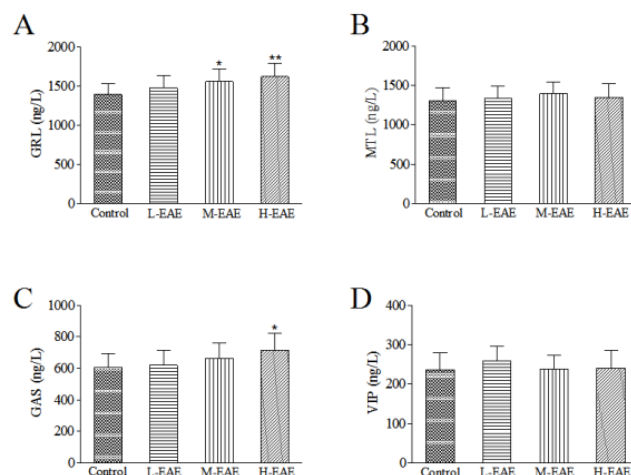 A
GRL (ng/L)
2000
1500
1000
500
0
*
**
Control L-EAE M-EAE H-EAE
B
MTL (ng/L)
2000
1500
1000
500
0
Control L-EAE M-EAE H-EAE
C
GAS (ng/L)
1000
800
600
400
200
0
*
Control L-EAE M-EAE H-EAE
D
VIP (ng/L)
400
300
200
100
0
Control L-EAE M-EAE H-EAE